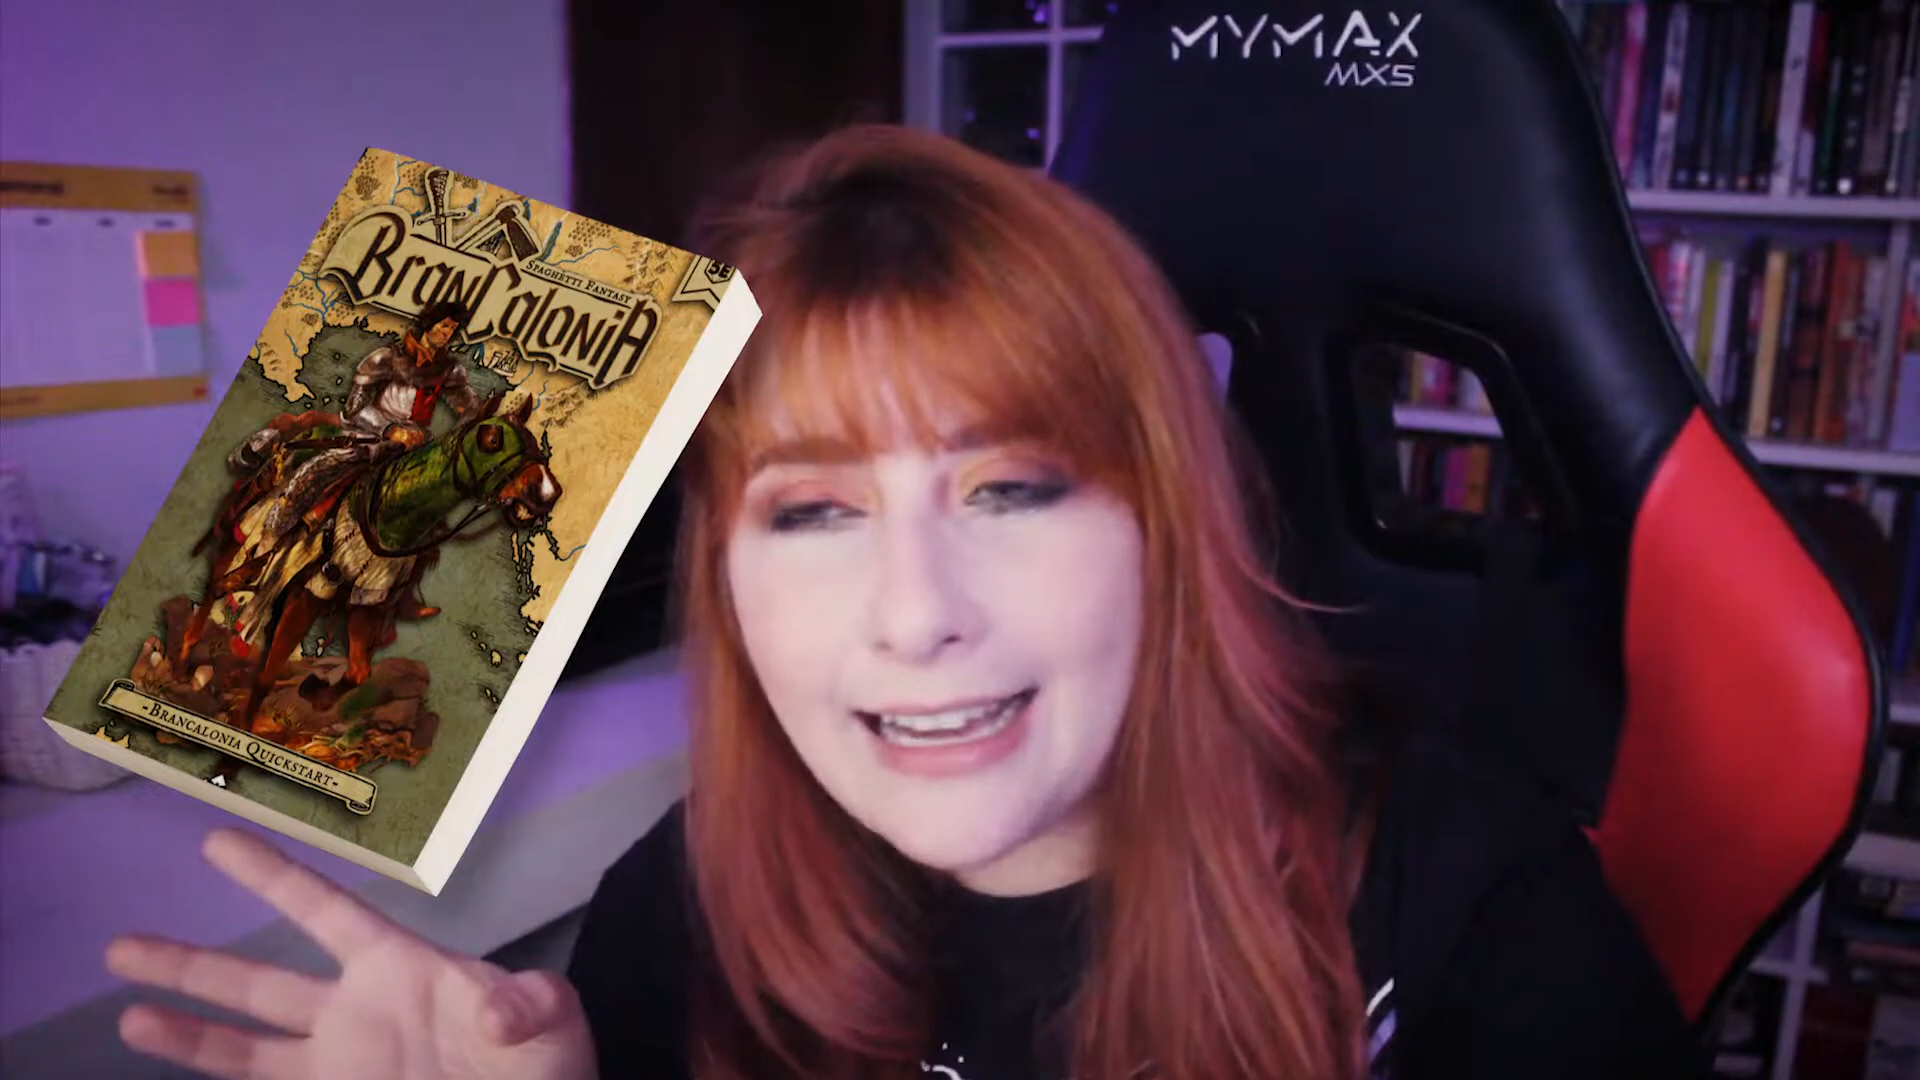 MYMAX
MX5
5E
SPAGHETTI FANTASY
BRANCALONIA
-BRANCALONIA QUICKSTART-